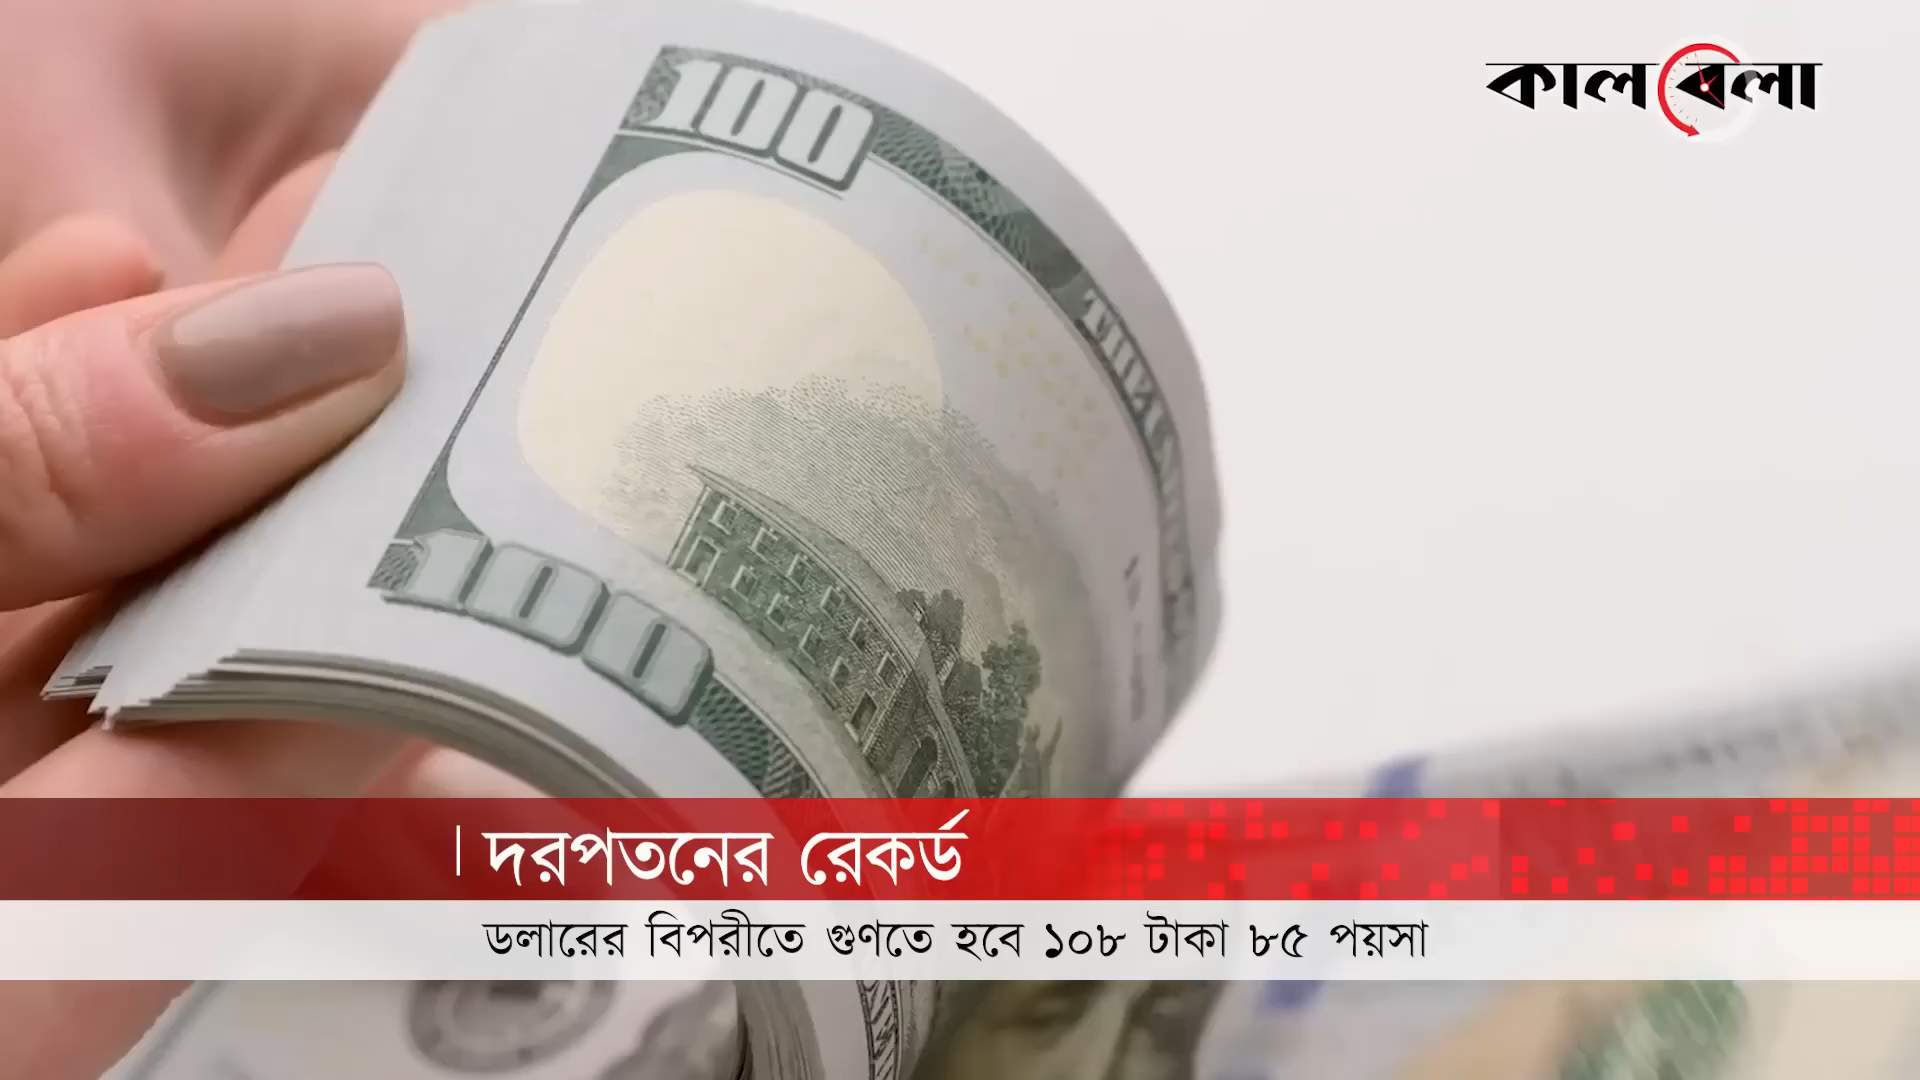 কালবেলা
100
100
দরপতনের রেকর্ড
ডলারের বিপরীতে গুণতে হবে ১০৮ টাকা ৮৫ পয়সা